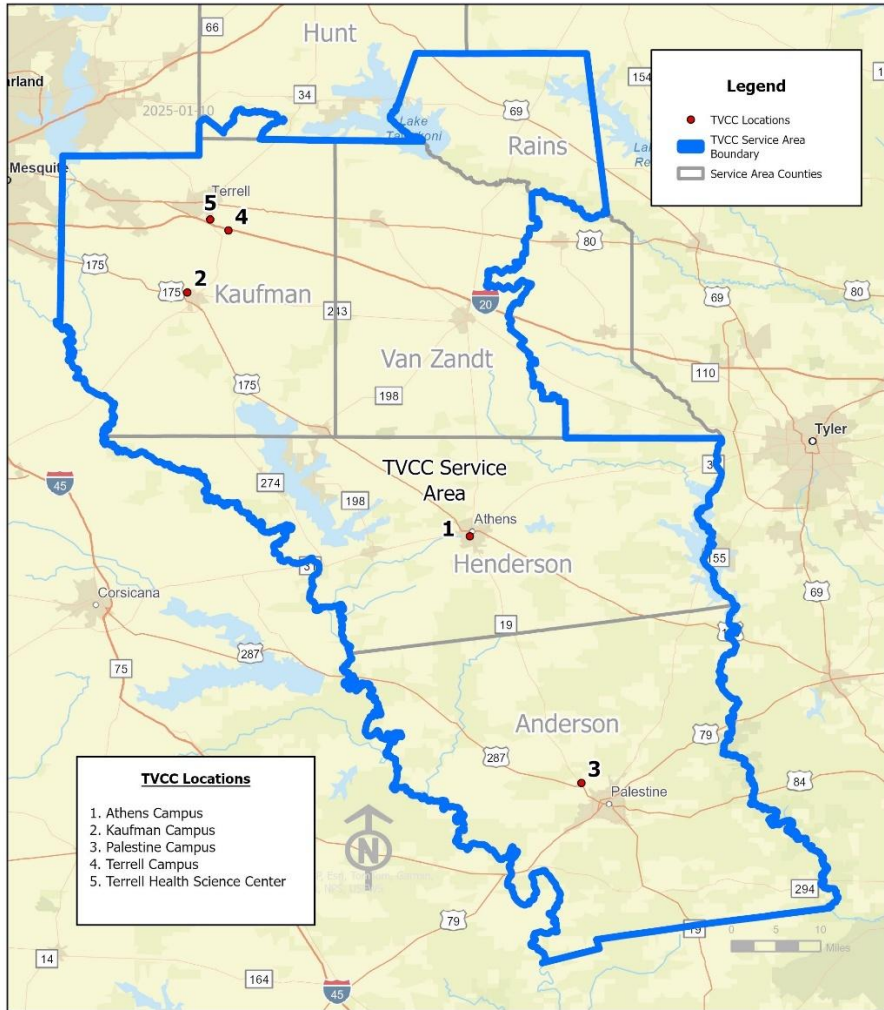 66
Hunt
154
arland
34
69
2025-01-10
Lake
Rains
Mesquite
Terrell
5
4
80
175
2
175
Kaufman
243
20
69
80
Van Zandt
110
175
198
Tyler
TVCC Service
Area
45
274
198
1
Athens
Henderson
155
Corsicana
19
69
287
75
Anderson
79
287
3
84
Palestine
N
294
79
19
0 5 10
Miles
14
164
45
Legend
TVCC Locations
TVCC Service Area
Boundary
Service Area Counties
TVCC Locations
1. Athens Campus
2. Kaufman Campus
3. Palestine Campus
4. Terrell Campus
5. Terrell Health Science Center